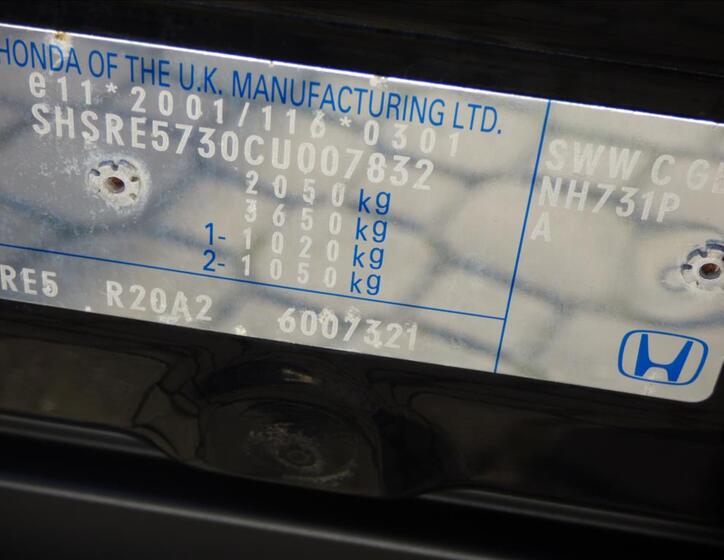 HONDA OF THE U.K. MANUFACTURING LTD.
e11*2001/116*0301
SHSRE5730CU007832
2050 kg
3650 kg
1- 1020 kg
2- 1050 kg
RE5 R20A2 6007321
SWW C
NH731P
A